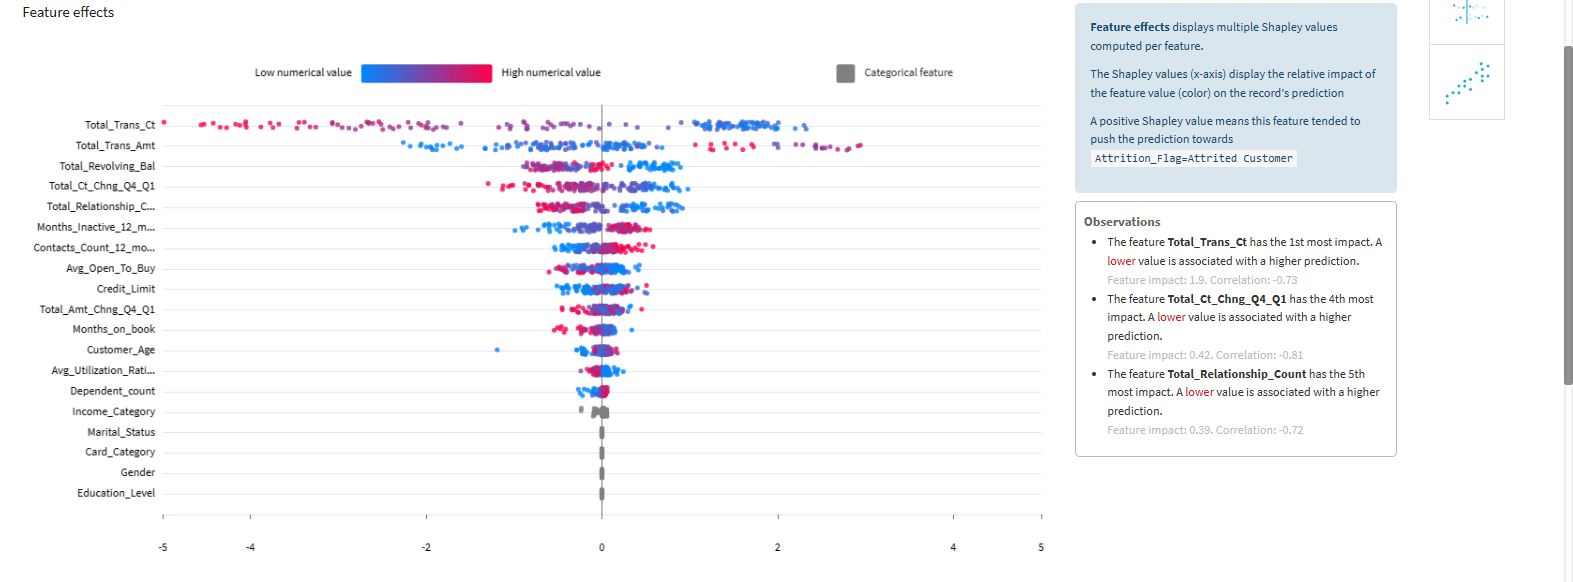 Feature effects
Low numerical value
High numerical value
Categorical feature
Total_Trans_Ct
Total_Trans_Amt
Total_Revolving_Bal
Total_Ct_Chng_Q4_Q1
Total_Relationship_C...
Months_Inactive_12_m...
Contacts_Count_12_mo...
Avg_Open_To_Buy
Credit_Limit
Total_Amt_Chng_Q4_Q1
Months_on_book
Customer_Age
Avg_Utilization_Rati...
Dependent_count
Income_Category
Marital_Status
Card_Category
Gender
Education_Level
-5
-4
-2
0
2
4
5
Feature effects displays multiple Shapley values
computed per feature.
The Shapley values (x-axis) display the relative impact of
the feature value (color) on the record's prediction
A positive Shapley value means this feature tended to
push the prediction towards
Attrition_Flag=Attrited Customer
Observations
• The feature Total_Trans_Ct has the 1st most impact. A
lower value is associated with a higher prediction.
Feature impact: 1.9. Correlation: -0.73
• The feature Total_Ct_Chng_Q4_Q1 has the 4th most
impact. A lower value is associated with a higher
prediction.
Feature impact: 0.42. Correlation: -0.81
• The feature Total_Relationship_Count has the 5th
most impact. A lower value is associated with a higher
prediction.
Feature impact: 0.39. Correlation: -0.72